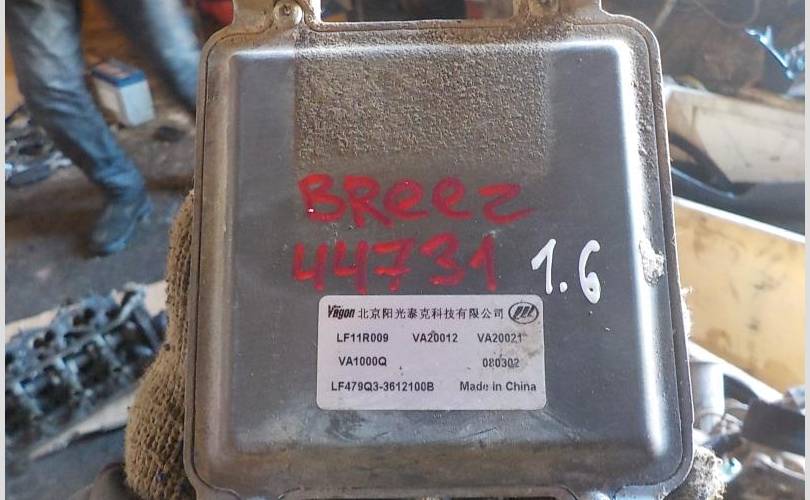 BReez
44731 1.6
Yagon 北京阳光泰克科技有限公司
LF11R009 VA20012 VA20021
VA1000Q 080302
LF479Q3-3612100B Made in China